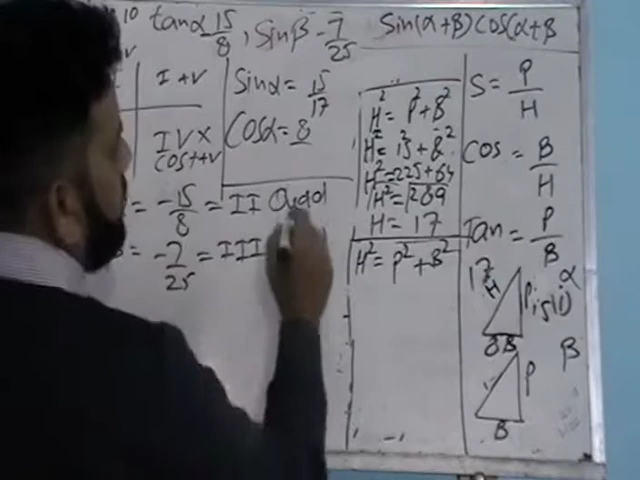 10 tanα -15/8, Sinβ -7/25 Sin(α+β) Cos(α+β
I +v
IV x
COS++v
Sinα = 15/17
Cosα = 8
= -15/8 = II Quad
= -7/25 = III
H² = P² + B²
H² = 15² + 8²
H² = 225 + 64
√H² = √289
H = 17
H² = P² + B²
S = P/H
Cos = B/H
Tan = P/B
17 H P α
8 B
β
P
B